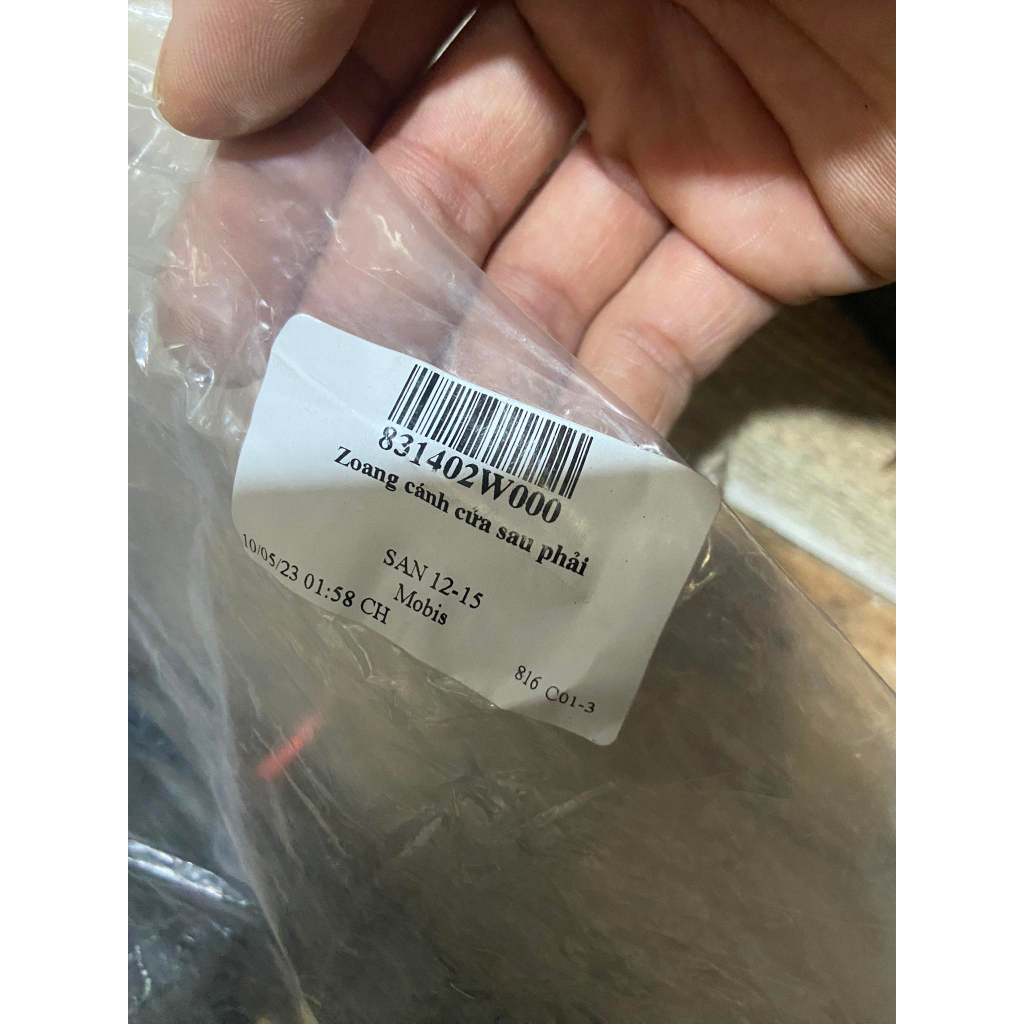 831402W000
Zoang cánh cửa sau phải
SAN 12-15
Mobis
10/05/23 01:58 CH
816 C01-3